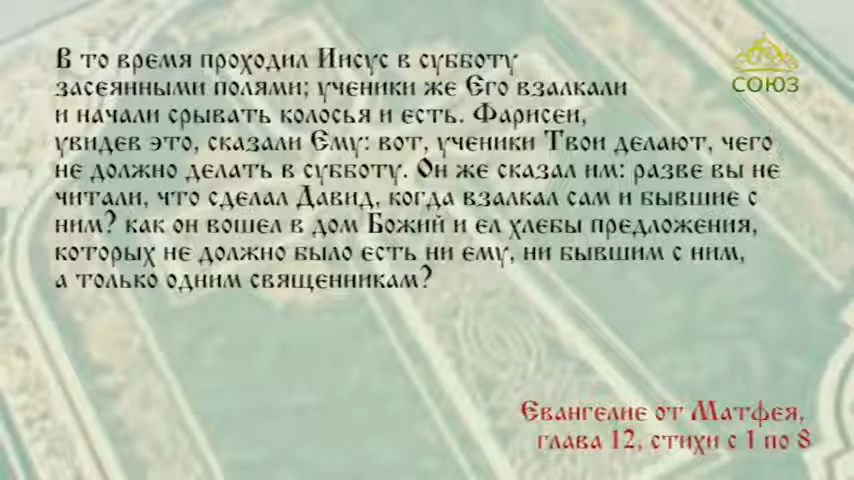 В то время проходил Иисус в субботу
засеянными полями; ученики же Его взалкали
и начали срывать колосья и есть. Фарисеи,
увидев это, сказали Ему: вот, ученики Твои делают, чего
не должно делать в субботу. Он же сказал им: разве вы не
читали, что сделал Давид, когда взалкал сам и бывшие с
ним? как он вошел в дом Божий и ел хлебы предложения,
которых не должно было есть ни ему, ни бывшим с ним,
а только одним священникам?
СОЮЗ
Евангелие от Матфея,
глава 12, стихи с 1 по 8